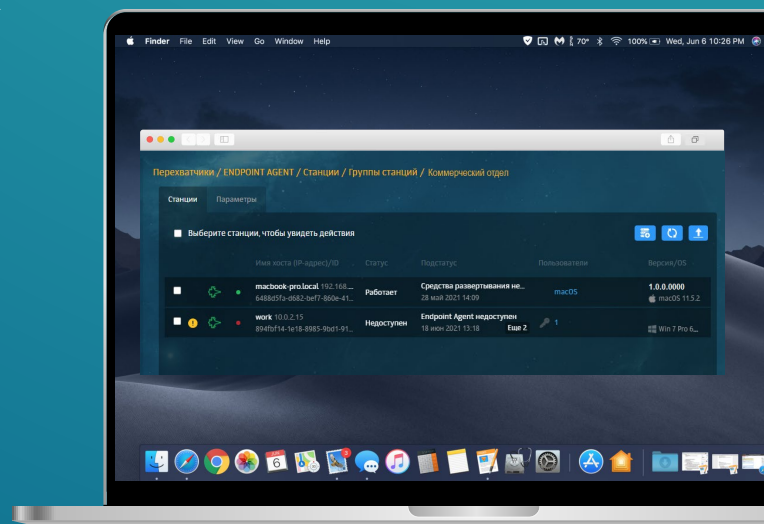 Finder File Edit View Go Window Help 70° 100% Wed, Jun 6 10:26 PM
Перехватчики / ENDPOINT AGENT / Станции / Группы станций / Коммерческий отдел
Станции Параметры
Выберите станции, чтобы увидеть действия
Имя хоста (IP-адрес)/ID Статус Подстатус Пользователи Версия/OS
macbook-pro.local 192.168.... Работает Средства развертывания не... macOS 1.0.0.0000
6488d5fa-d682-bef7-860e-41... 28 май 2021 14:09 macOS 11.5.2
work 10.0.2.15 Недоступен Endpoint Agent недоступен 1
894fbf14-1e18-8985-9bd1-91... 18 июн 2021 13:18 Еще 2 Win 7 Pro 6...
JUN
6
2